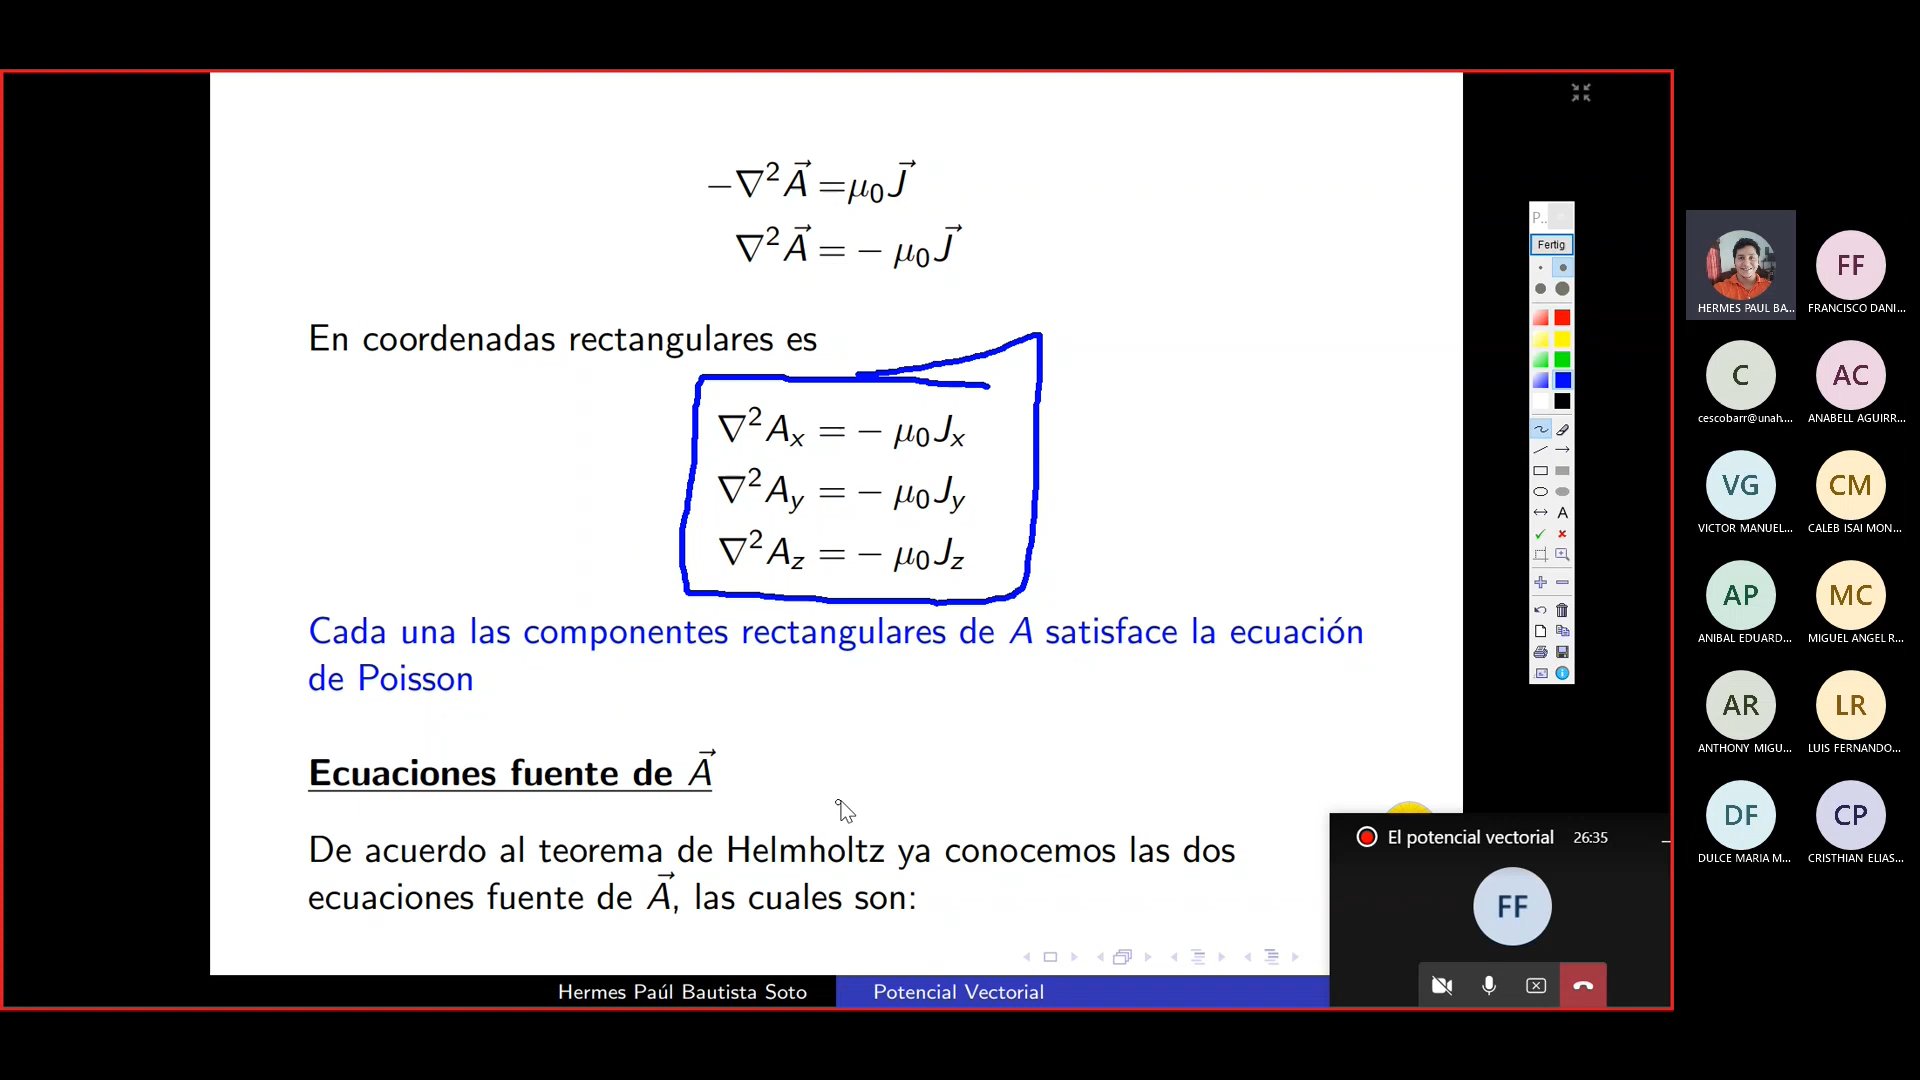 −∇²A⃗ =μ₀J⃗
∇²A⃗ = − μ₀J⃗
En coordenadas rectangulares es
∇²Aₓ = − μ₀Jₓ
∇²A_y = − μ₀J_y
∇²A_z = − μ₀J_z
Cada una las componentes rectangulares de A satisface la ecuación
de Poisson
Ecuaciones fuente de A⃗
De acuerdo al teorema de Helmholtz ya conocemos las dos
ecuaciones fuente de A⃗, las cuales son:
Hermes Paúl Bautista Soto
Potencial Vectorial
P..
Fertig
A
El potencial vectorial 26:35
FF
HERMES PAUL BA...
FF
FRANCISCO DANI...
C
cescobarr@unah....
AC
ANABELL AGUIRR...
VG
VICTOR MANUEL...
CM
CALEB ISAI MON...
AP
ANIBAL EDUARD...
MC
MIGUEL ANGEL R...
AR
ANTHONY MIGU...
LR
LUIS FERNANDO...
DF
DULCE MARIA M...
CP
CRISTHIAN ELIAS...